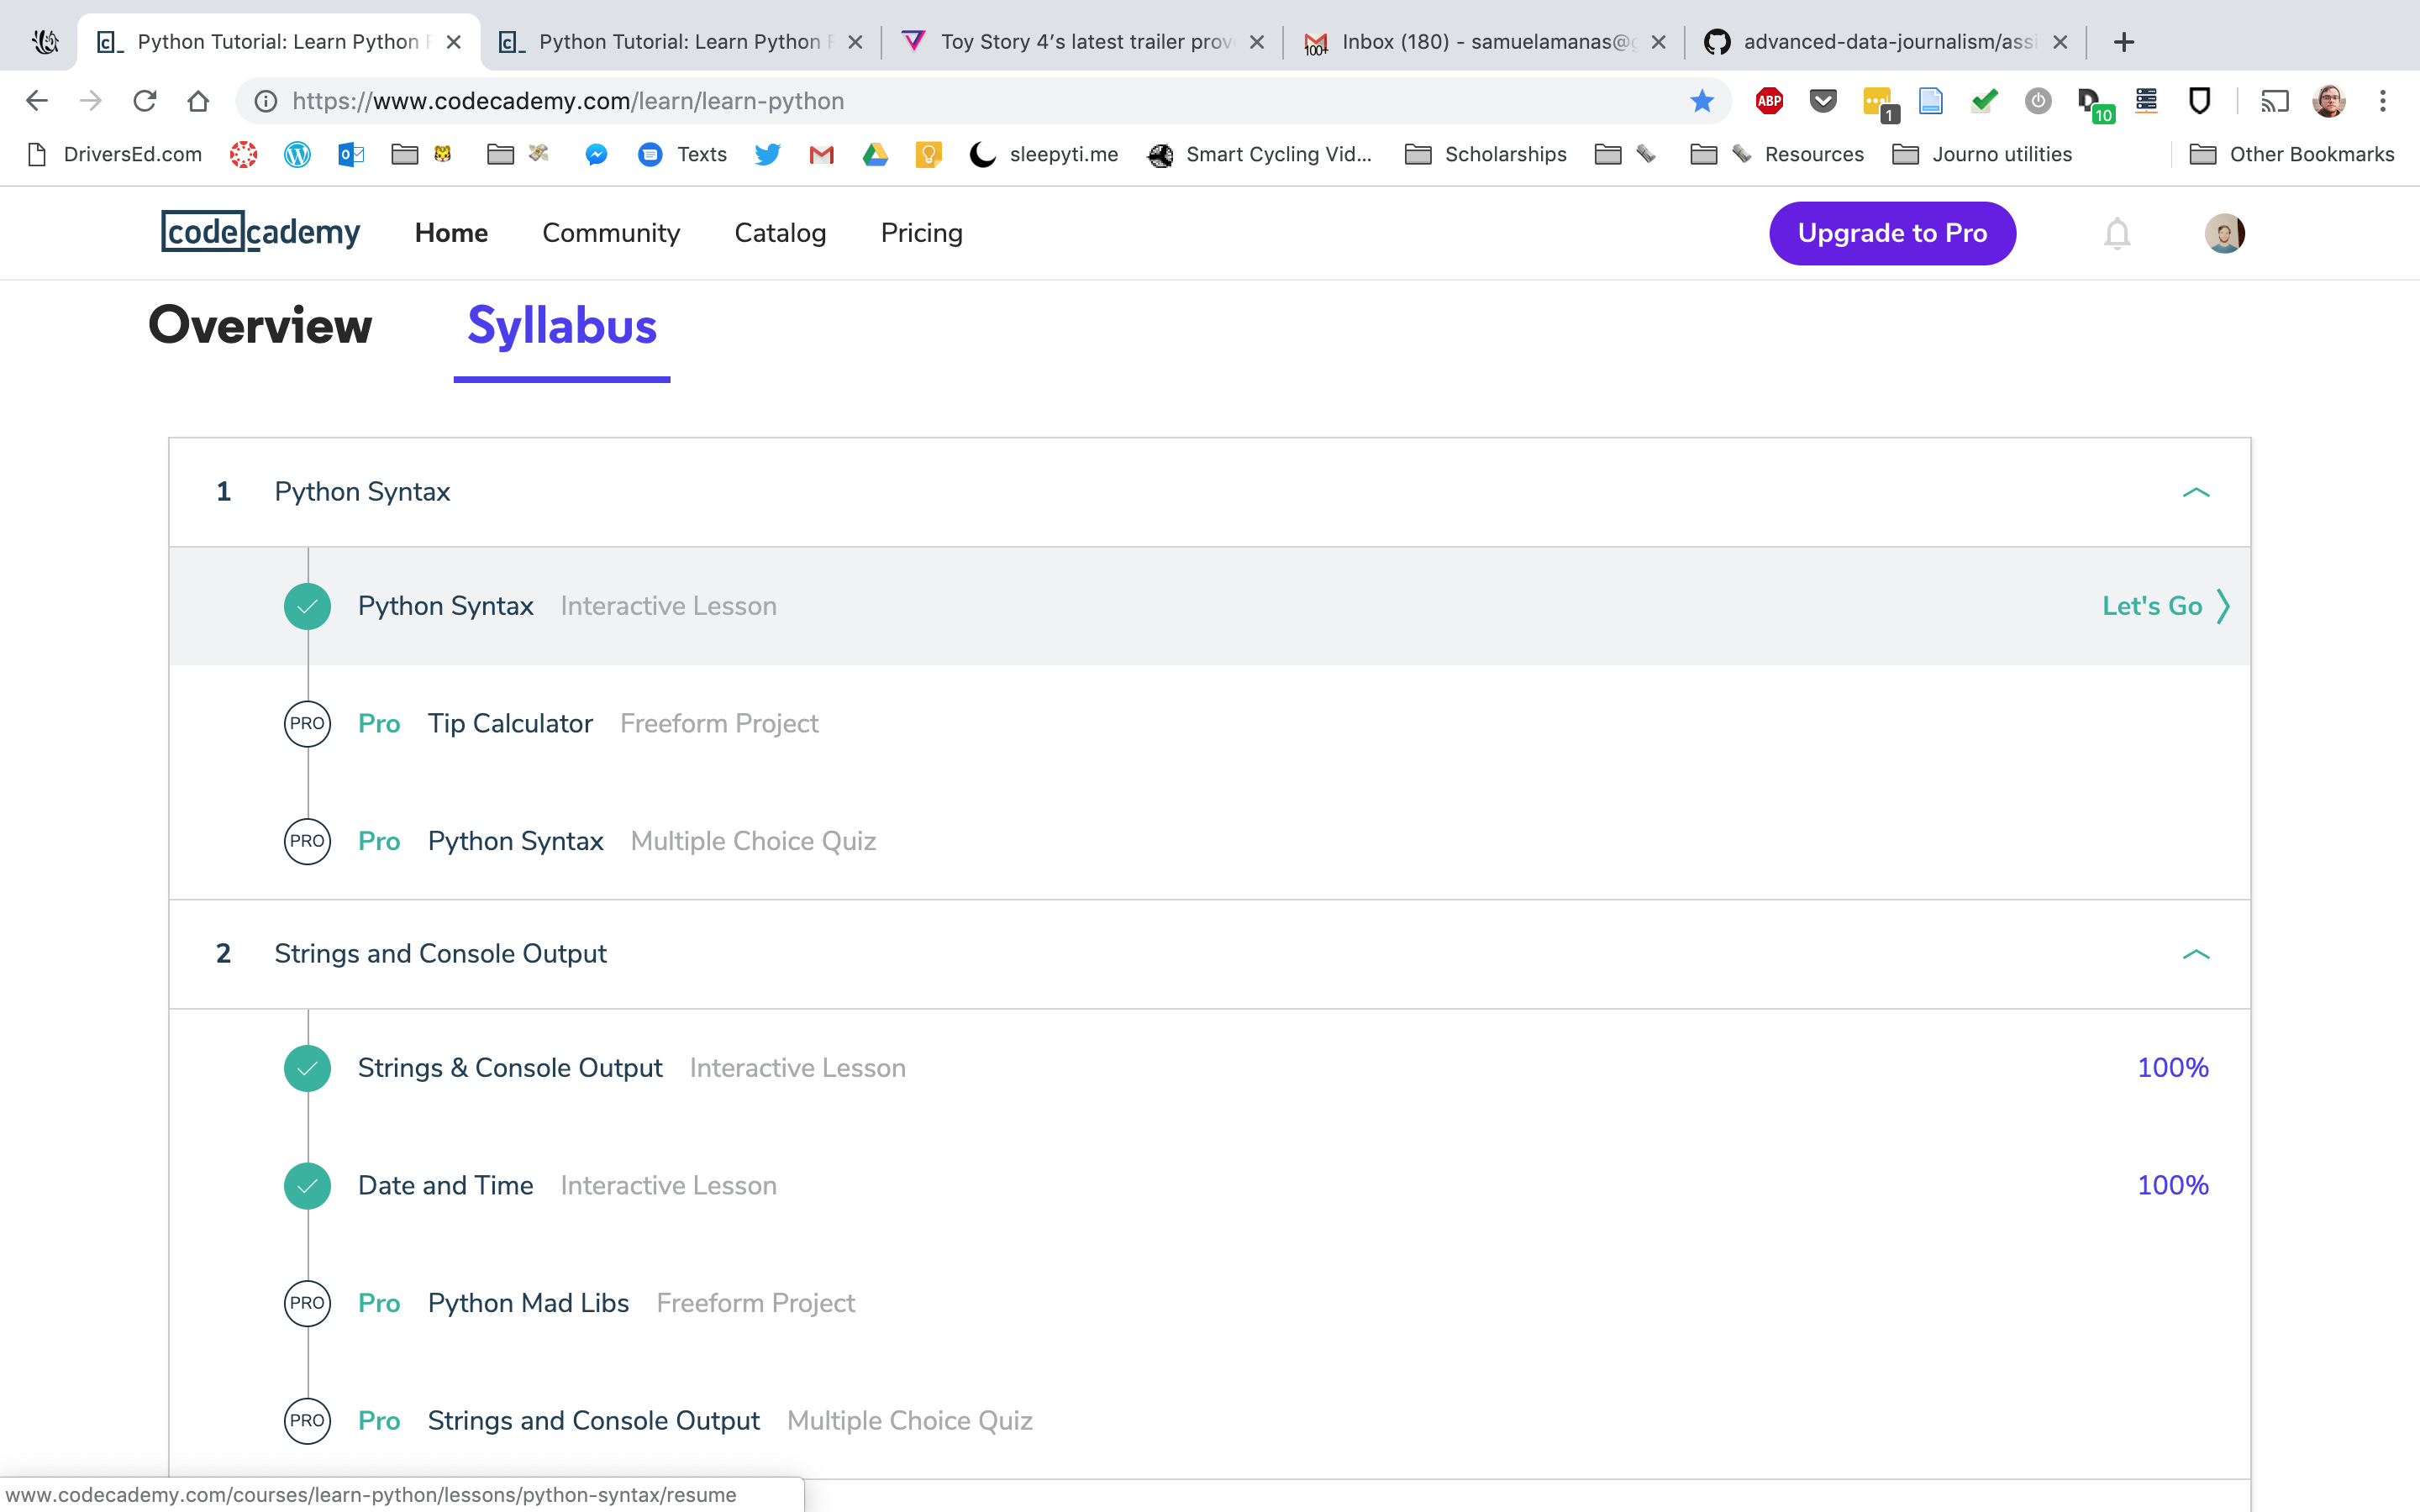 Python Tutorial: Learn Python
Python Tutorial: Learn Python
Toy Story 4’s latest trailer prov
100+
Inbox (180) - samuelamanas@g
advanced-data-journalism/assi
https://www.codecademy.com/learn/learn-python
ABP
1
10
DriversEd.com
Texts
sleepyti.me
Smart Cycling Vid...
Scholarships
Resources
Journo utilities
Other Bookmarks
codecademy
Home
Community
Catalog
Pricing
Upgrade to Pro
Overview
Syllabus
1 Python Syntax
Python Syntax Interactive Lesson Let's Go
PRO Pro Tip Calculator Freeform Project
PRO Pro Python Syntax Multiple Choice Quiz
2 Strings and Console Output
Strings & Console Output Interactive Lesson 100%
Date and Time Interactive Lesson 100%
PRO Pro Python Mad Libs Freeform Project
PRO Pro Strings and Console Output Multiple Choice Quiz
www.codecademy.com/courses/learn-python/lessons/python-syntax/resume